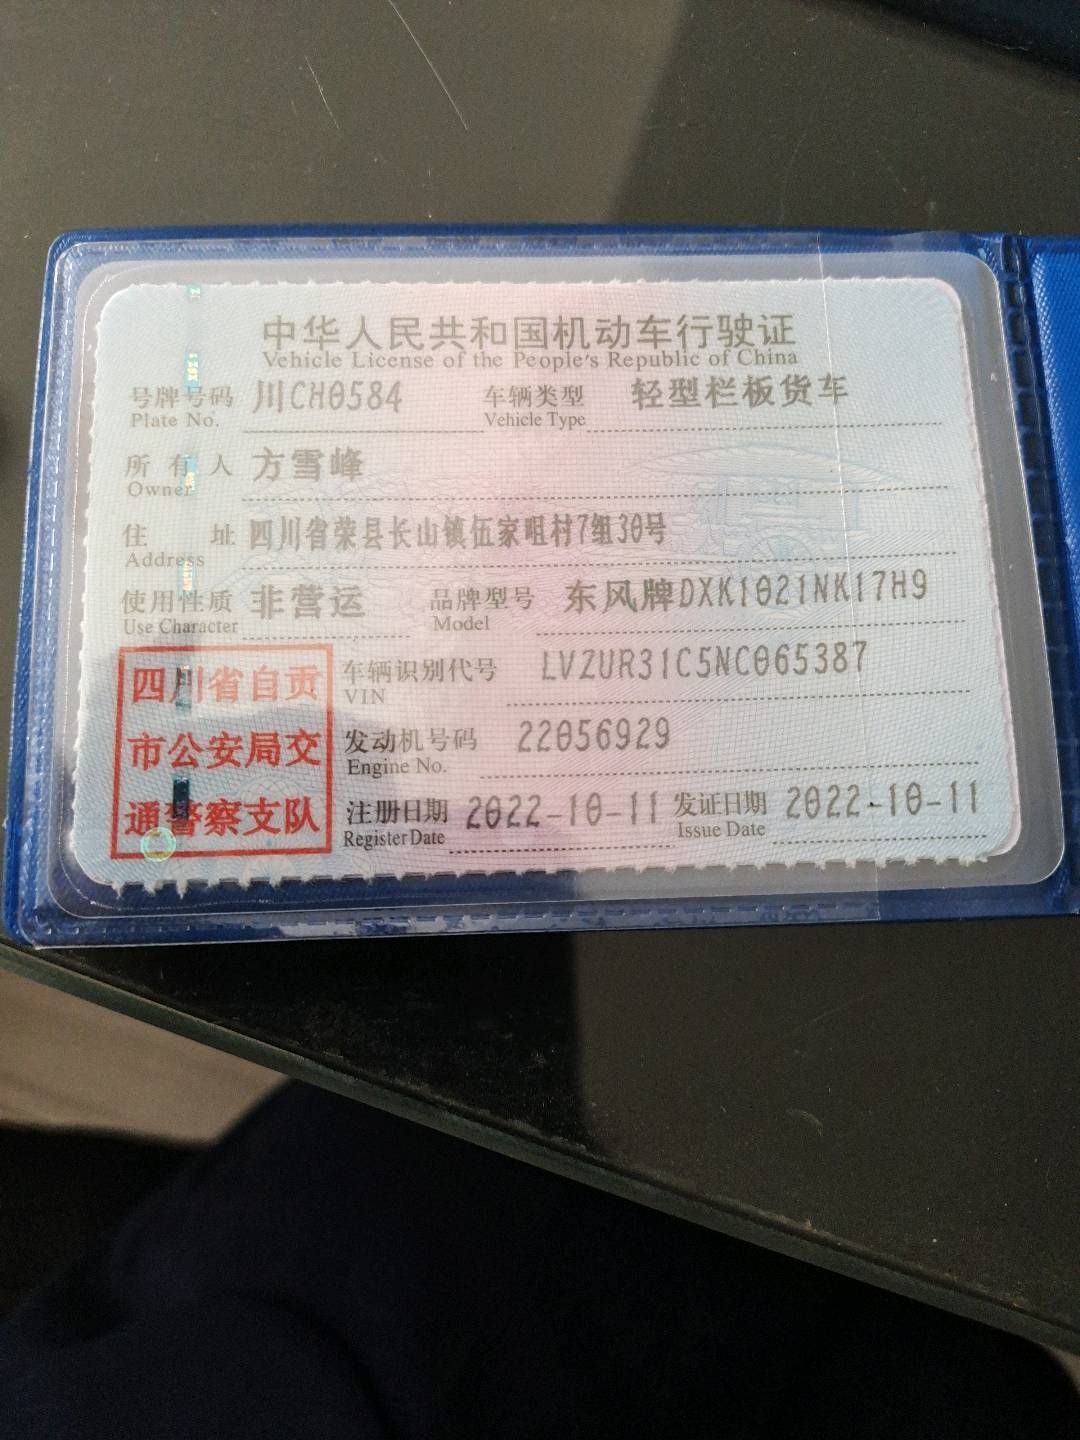 中华人民共和国机动车行驶证
Vehicle License of the People's Republic of China
号牌号码 川CH0584 车辆类型 轻型栏板货车
Plate No. Vehicle Type
所有人 方雪峰
Owner
住址 四川省荣县长山镇伍家咀村7组30号
Address
使用性质 非营运 品牌型号 东风牌DXK1021NK17H9
Use Character Model
四川省自贡
市公安局交
通警察支队
车辆识别代号 LVZUR31C5NC065387
VIN
发动机号码 22056929
Engine No.
注册日期 2022-10-11 发证日期 2022-10-11
Register Date Issue Date